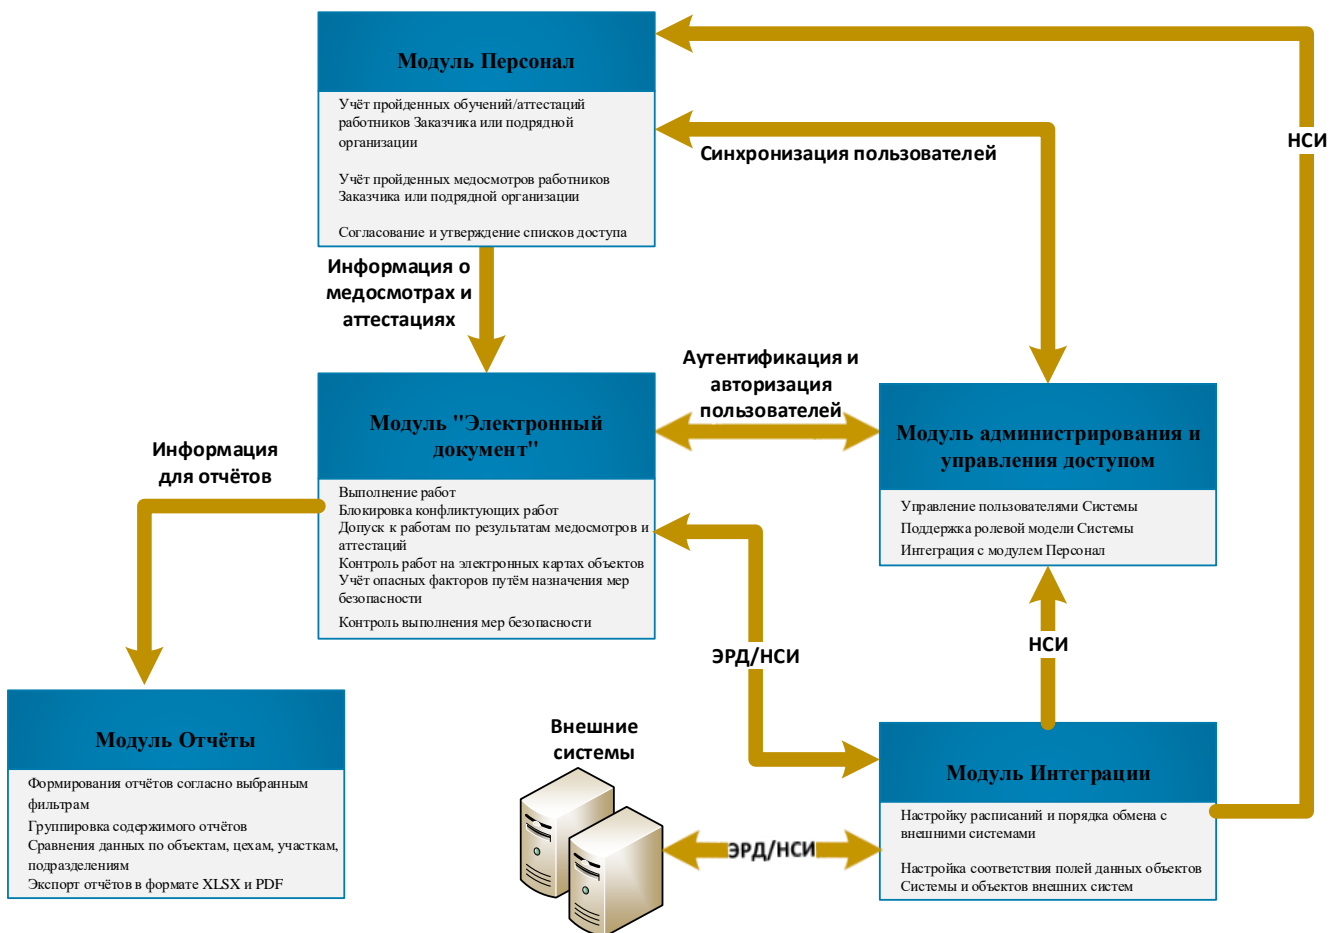 Модуль Персонал
Учёт пройденных обучений/аттестаций
работников Заказчика или подрядной
организации
Учёт пройденных медосмотров работников
Заказчика или подрядной организации
Согласование и утверждение списков доступа
НСИ
Синхронизация пользователей
Информация о
медосмотрах и
аттестациях
Аутентификация и
авторизация
пользователей
Модуль "Электронный
документ"
Выполнение работ
Блокировка конфликтующих работ
Допуск к работам по результатам медосмотров и
аттестаций
Контроль работ на электронных картах объектов
Учёт опасных факторов путём назначения мер
безопасности
Контроль выполнения мер безопасности
Модуль администрирования и
управления доступом
Управление пользователями Системы
Поддержка ролевой модели Системы
Интеграция с модулем Персонал
Информация
для отчётов
ЭРД/НСИ
НСИ
Модуль Отчёты
Формирования отчётов согласно выбранным
фильтрам
Группировка содержимого отчётов
Сравнения данных по объектам, цехам, участкам,
подразделениям
Экспорт отчётов в формате XLSX и PDF
Внешние
системы
ЭРД/НСИ
Модуль Интеграции
Настройку расписаний и порядка обмена с
внешними системами
Настройка соответствия полей данных объектов
Системы и объектов внешних систем